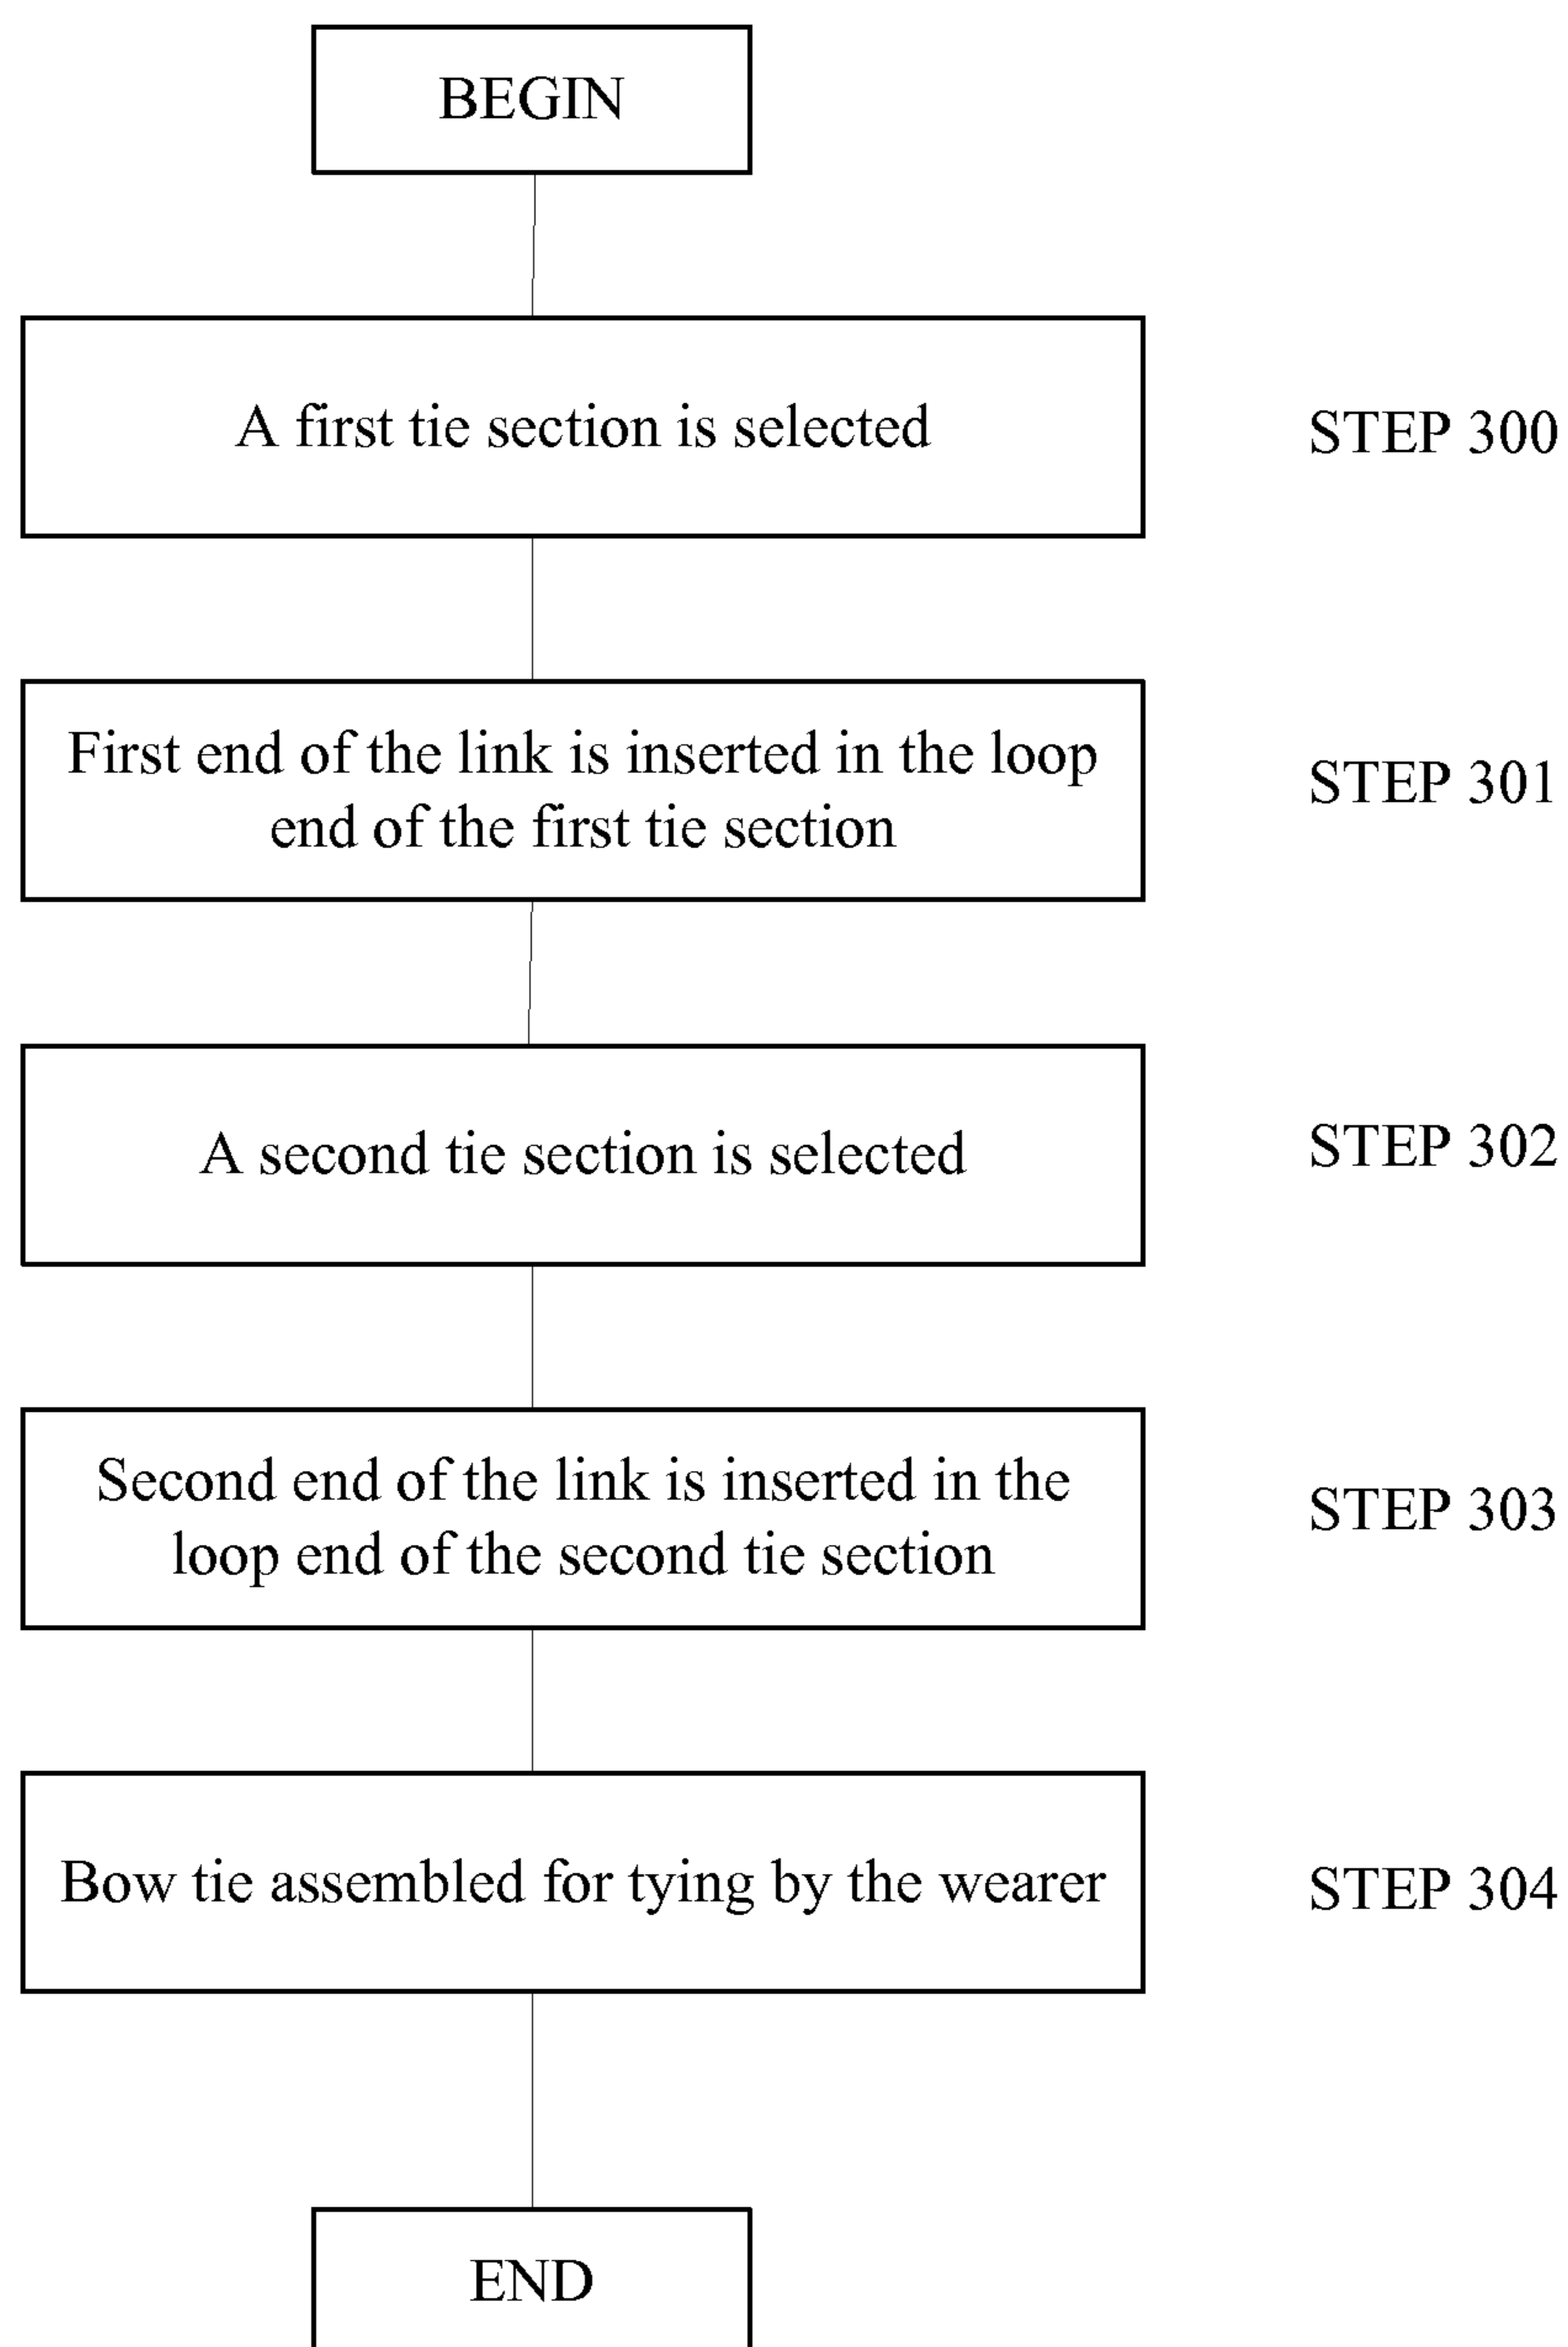 BEGIN
A first tie section is selected
STEP 300
First end of the link is inserted in the loop
end of the first tie section
STEP 301
A second tie section is selected
STEP 302
Second end of the link is inserted in the
loop end of the second tie section
STEP 303
Bow tie assembled for tying by the wearer
STEP 304
END